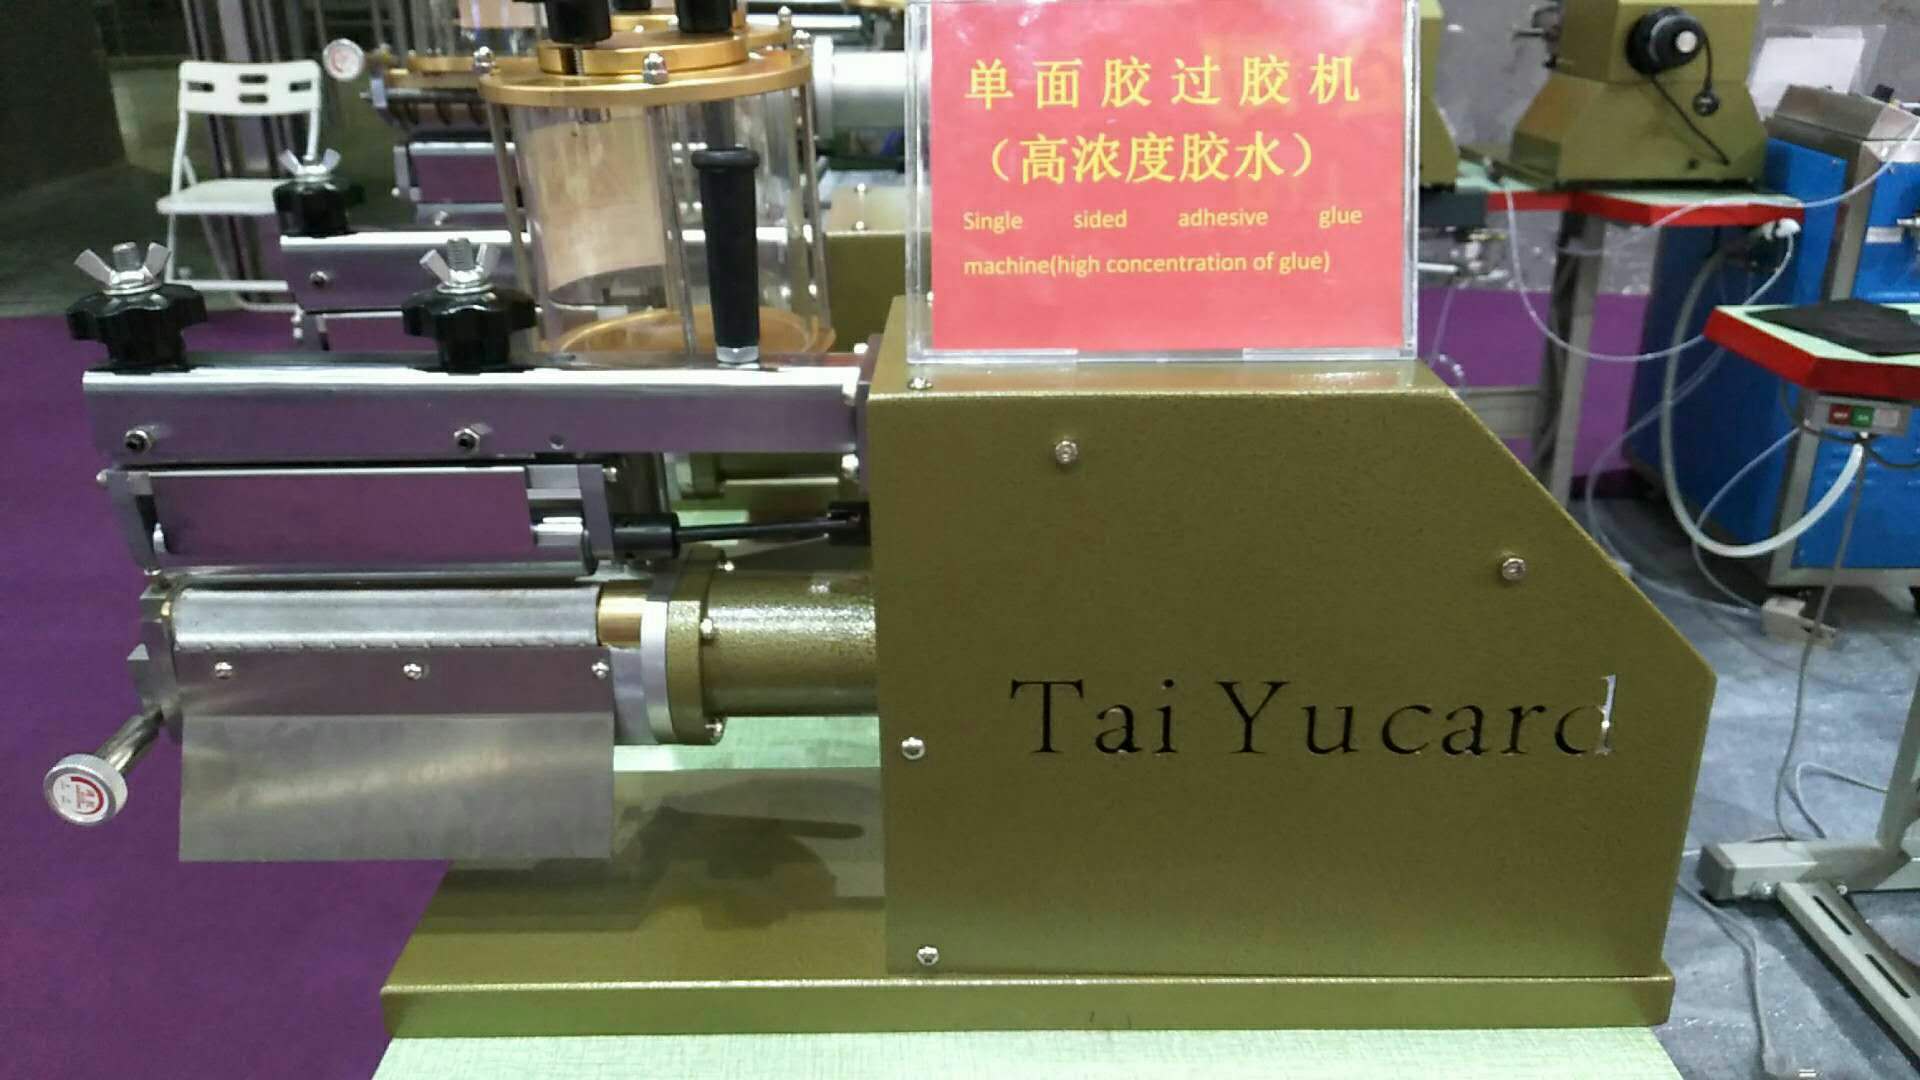 单面胶过胶机
（高浓度胶水）
Single sided adhesive glue
machine(high concentration of glue)
Tai Yucard